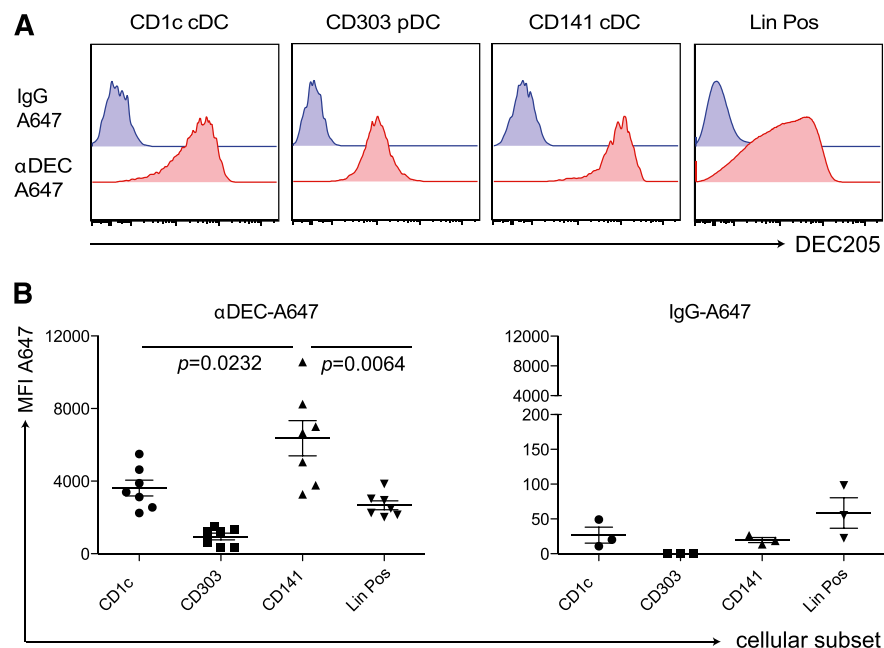 A
CD1c cDC
CD303 pDC
CD141 cDC
Lin Pos
IgG
A647
αDEC
A647
DEC205
B
αDEC-A647
IgG-A647
MFI A647
12000
8000
4000
0
p=0.0232
p=0.0064
CD1c
CD303
CD141
Lin Pos
12000
8000
4000
200
150
100
50
0
CD1c
CD303
CD141
Lin Pos
cellular subset